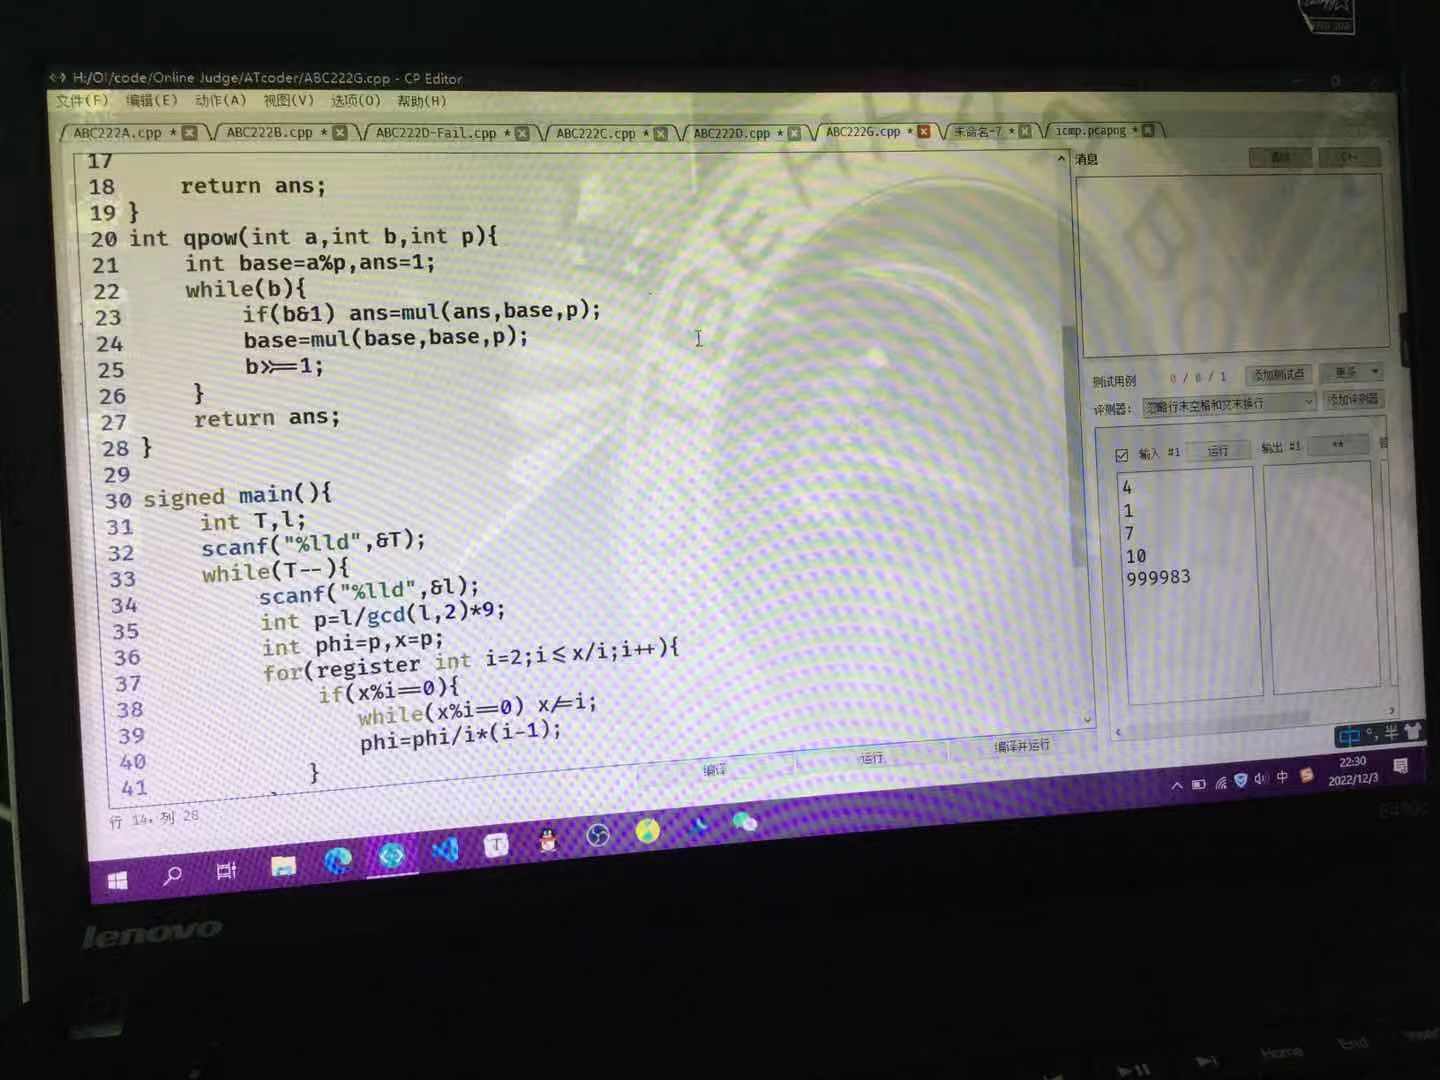 H:/OI/code/Online Judge/ATcoder/ABC222G.cpp - CP Editor
文件(F) 编辑(E) 动作(A) 视图(V) 选项(O) 帮助(H)
ABC222A.cpp * ABC222B.cpp * ABC222D-Fail.cpp * ABC222C.cpp * ABC222D.cpp * ABC222G.cpp * 未命名-7 * icmp.pcapng *
17
18 return ans;
19 }
20 int qpow(int a,int b,int p){
21 int base=a%p,ans=1;
22 while(b){
23 if(b&1) ans=mul(ans,base,p);
24 base=mul(base,base,p);
25 b>>=1;
26 }
27 return ans;
28 }
29
30 signed main(){
31 int T,l;
32 scanf("%lld",&T);
33 while(T--){
34 scanf("%lld",&l);
35 int p=l/gcd(l,2)*9;
36 int phi=p,x=p;
37 for(register int i=2;i<=x/i;i++){
38 if(x%i==0){
39 while(x%i==0) x/=i;
40 phi=phi/i*(i-1);
41 }
消息
测试用例 0 / 0 / 1 添加测试点 更多
评测器: 忽略行末空格和文末换行 添加评测器
输入 #1 运行 输出 #1 **
4
1
7
10
999983
编译 运行 编译并运行
行 14, 列 28
中 °, 半
中
22:30
2022/12/3
lenovo
Home End